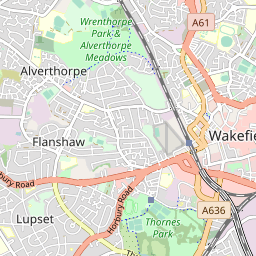 Wrenthorpe
Park &
Alverthorpe
Meadows
A61
Alverthorpe
Flanshaw
Wakefie
bury Road
Horbury Road
A636
Lupset
Thornes
Park